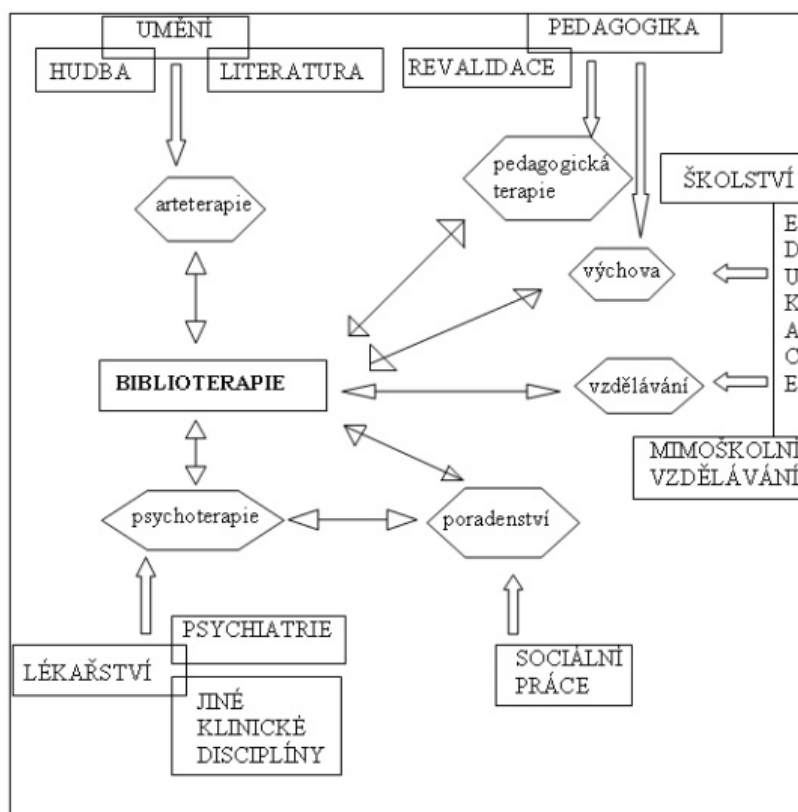 UMĚNÍ
HUDBA
LITERATURA
PEDAGOGIKA
REVALIDACE
arteterapie
pedagogická
terapie
ŠKOLSTVÍ
výchova
EDUKACE
BIBLIOTERAPIE
vzdělávání
MIMOŠKOLNÍ
VZDĚLÁVÁNÍ
psychoterapie
poradenství
PSYCHIATRIE
LÉKAŘSTVÍ
JINÉ
KLINICKÉ
DISCIPLÍNY
SOCIÁLNÍ
PRÁCE